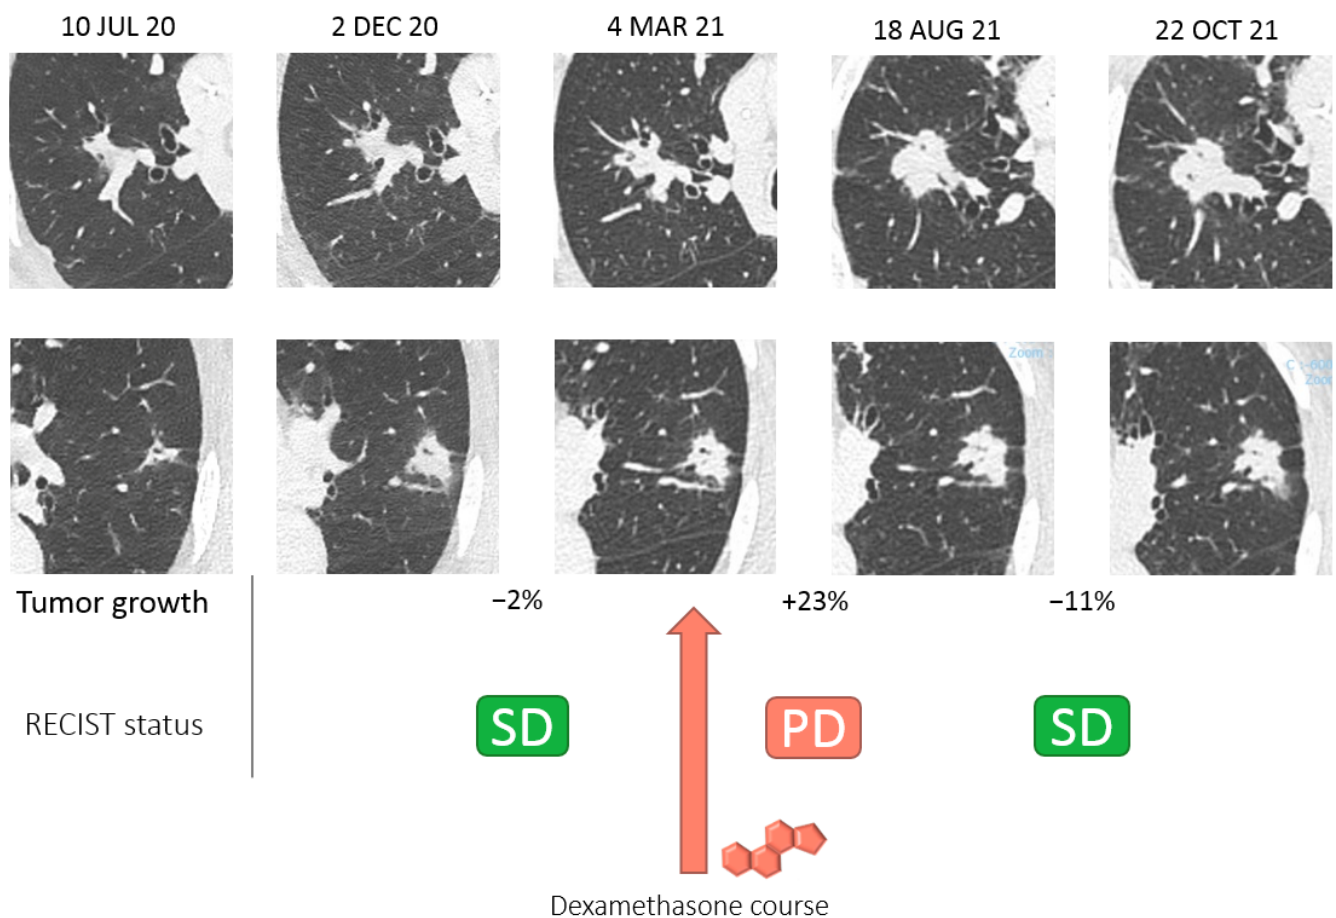 10 JUL 20
2 DEC 20
4 MAR 21
18 AUG 21
22 OCT 21
Zoom
Zoom
Tumor growth
−2%
+23%
−11%
RECIST status
SD
PD
SD
Dexamethasone course